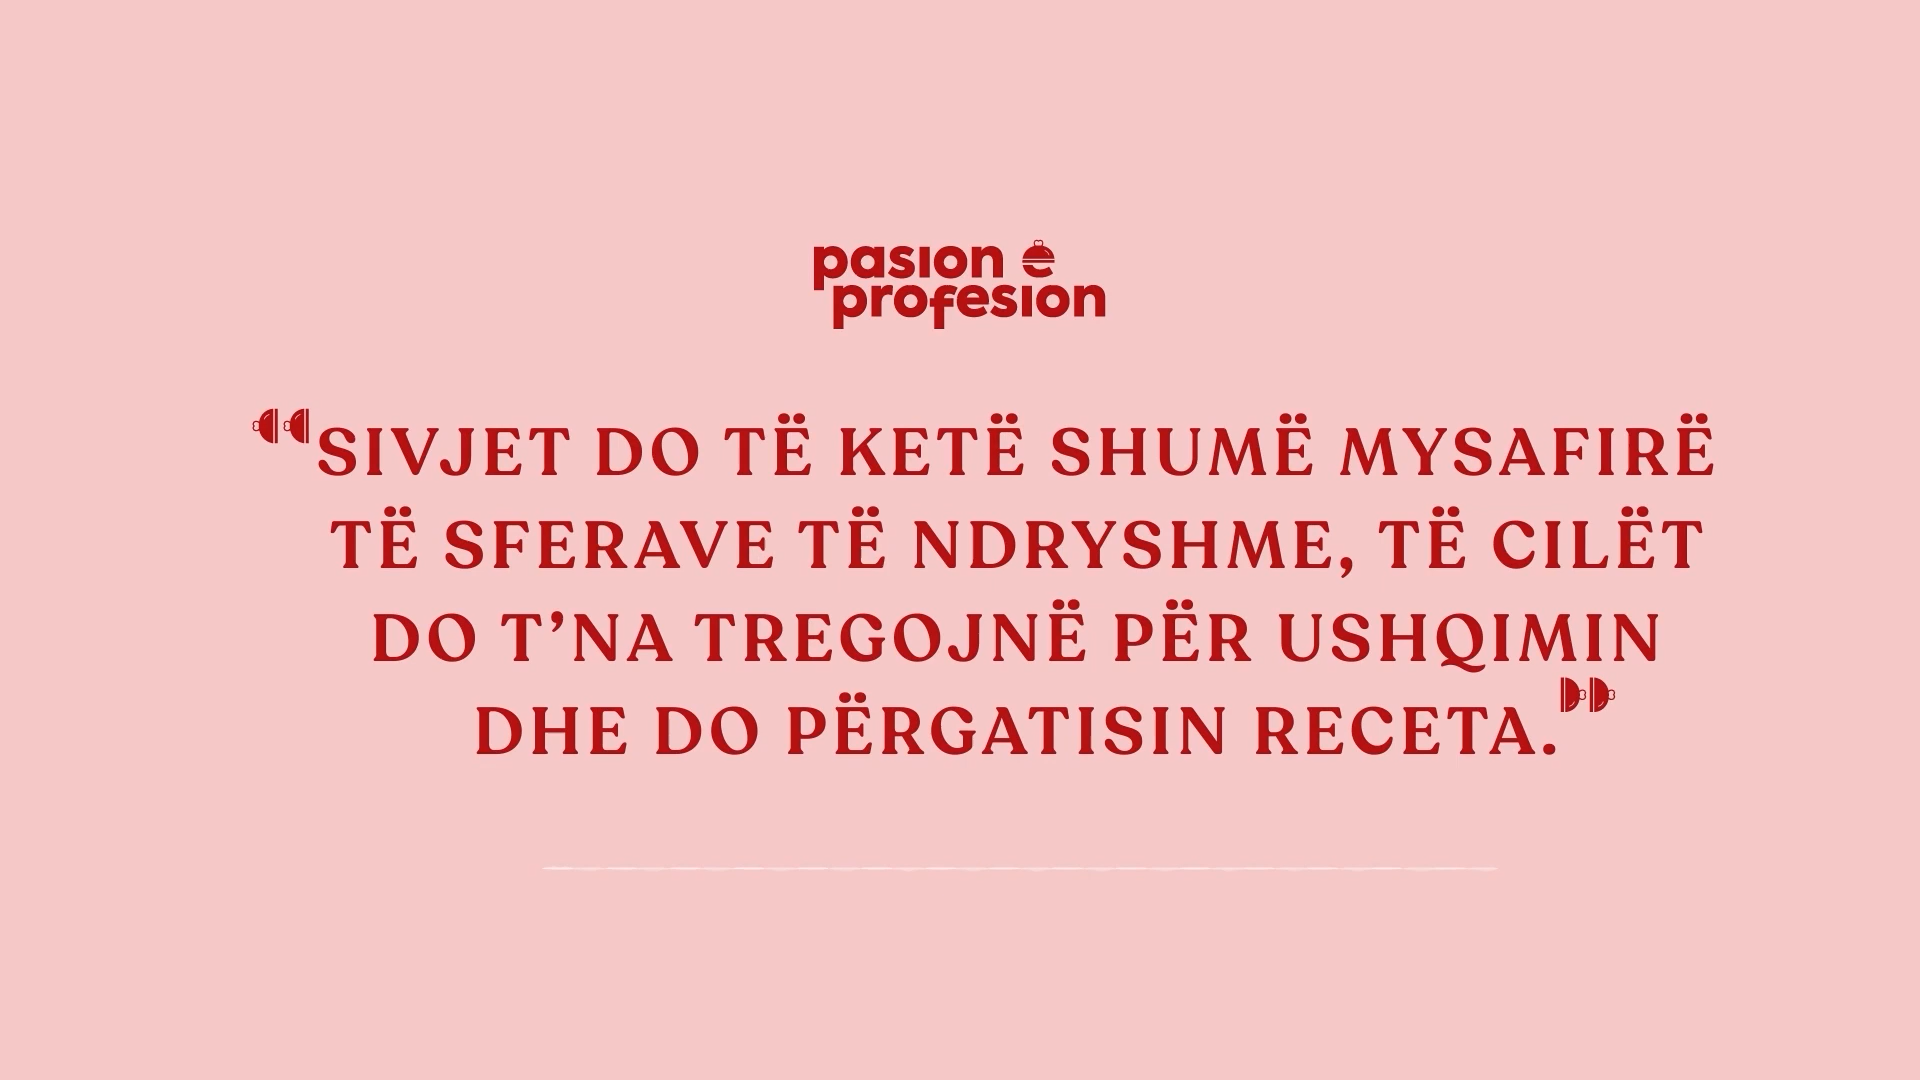 pasion e
profesion
SIVJET DO TË KETË SHUMË MYSAFIRË
TË SFERAVE TË NDRYSHME, TË CILËT
DO T’NA TREGOJNË PËR USHQIMIN
DHE DO PËRGATISIN RECETA.